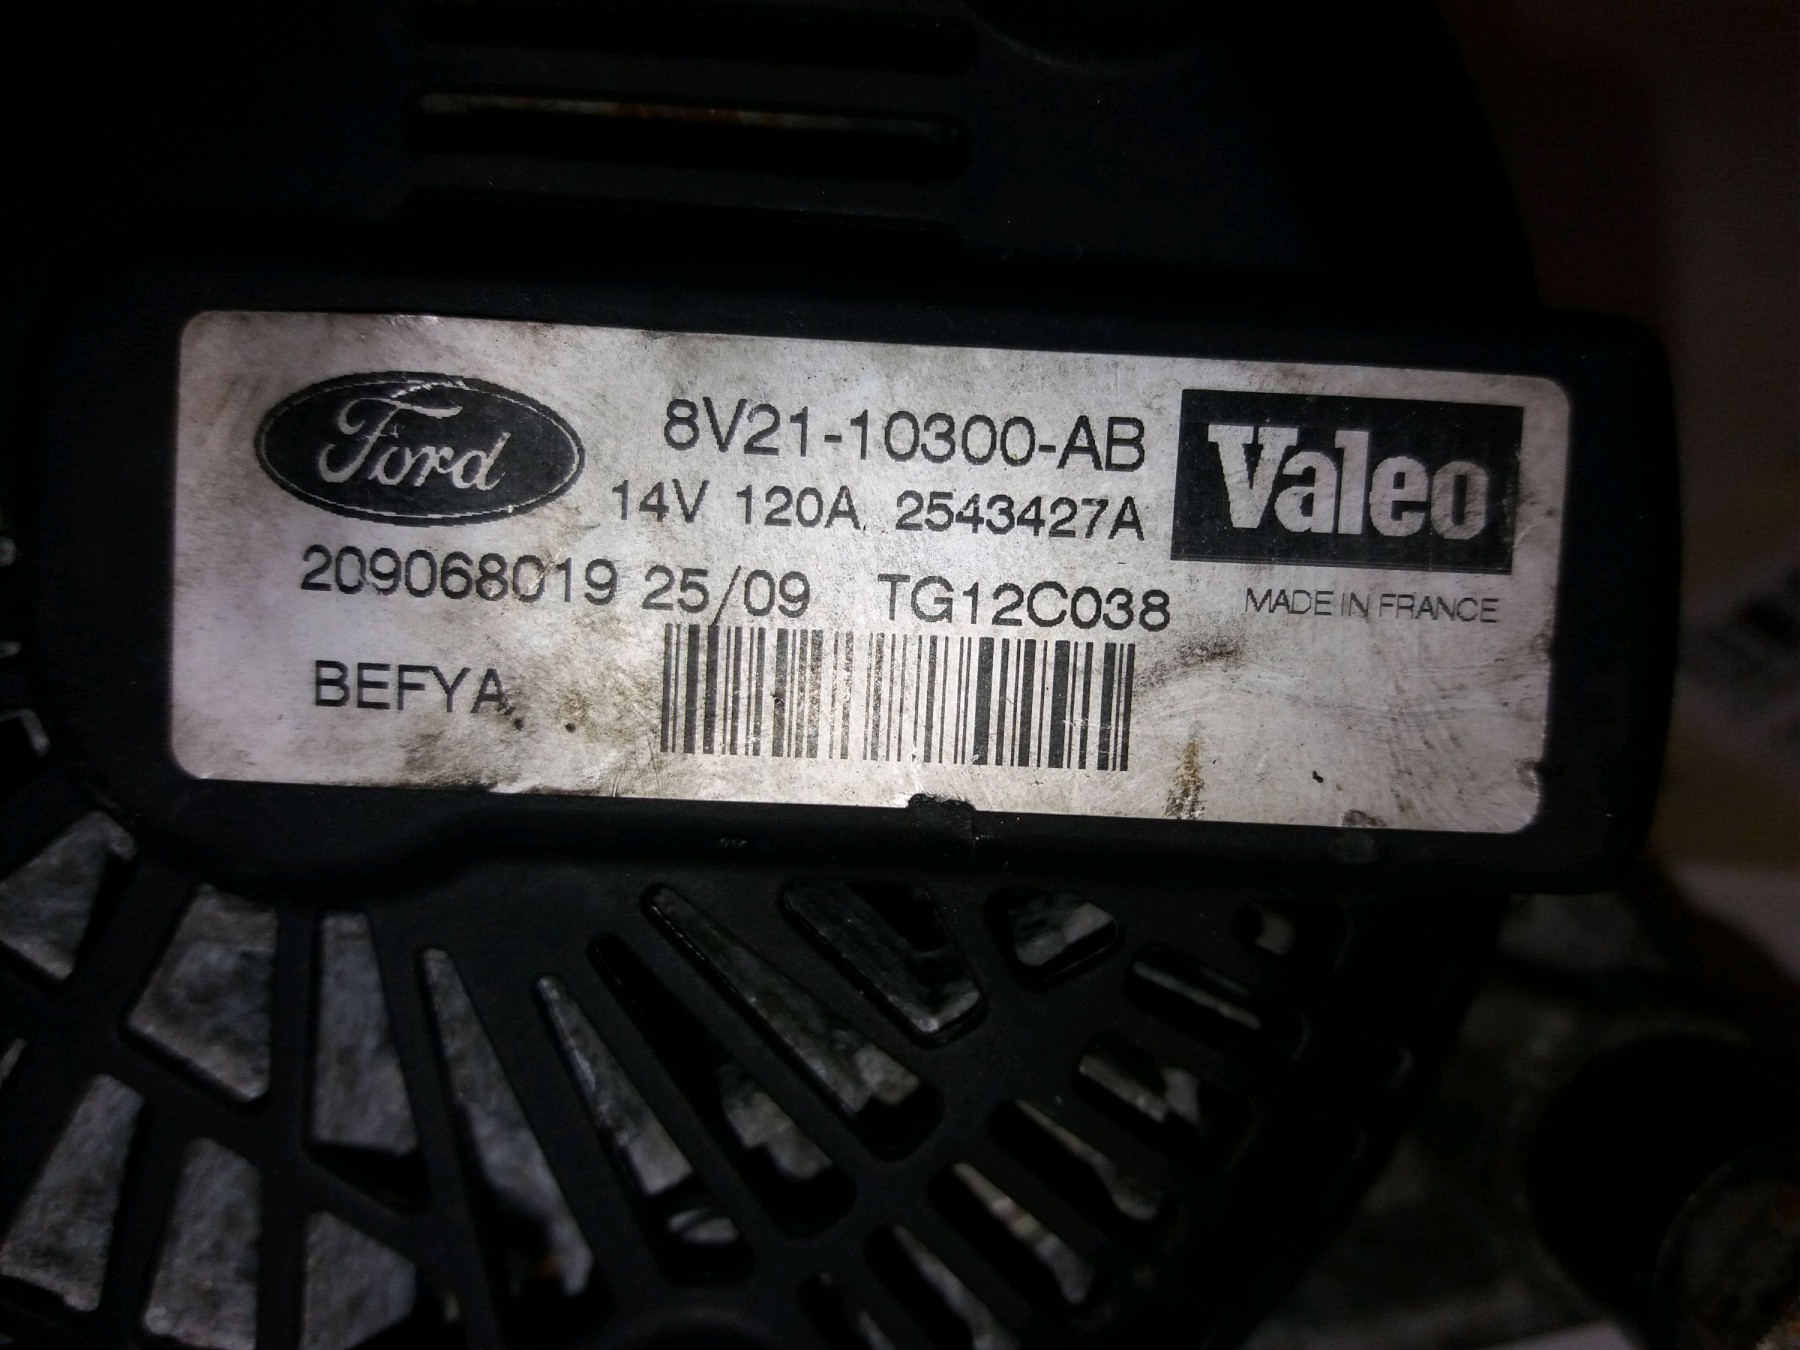 Ford
8V21-10300-AB
Valeo
14V 120A 2543427A
209068019 25/09 TG12C038
MADE IN FRANCE
BEFYA